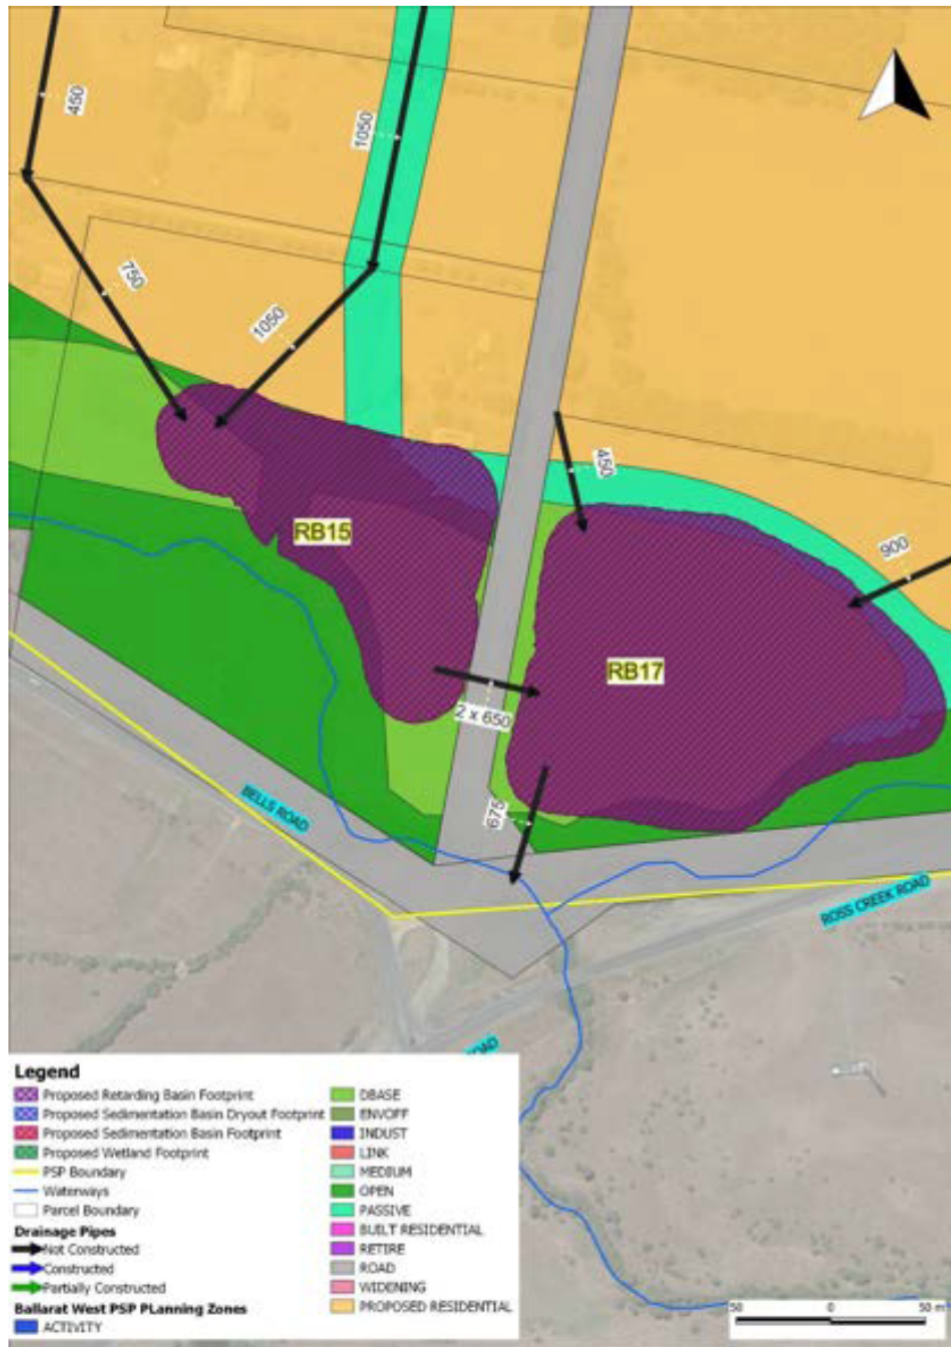 450
1050
750
1050
450
900
RB15
RB17
2 x 650
675
BELLS ROAD
ROSS CREEK ROAD
OAD
Legend
Proposed Retarding Basin Footprint
Proposed Sedimentation Basin Dryout Footprint
Proposed Sedimentation Basin Footprint
Proposed Wetland Footprint
PSP Boundary
Waterways
Parcel Boundary
Drainage Pipes
Not Constructed
Constructed
Partially Constructed
Ballarat West PSP PLanning Zones
ACTIVITY
DBASE
ENVOFF
INDUST
LINK
MEDIUM
OPEN
PASSIVE
BUILT RESIDENTIAL
RETIRE
ROAD
WIDENING
PROPOSED RESIDENTIAL
50 0 50 m